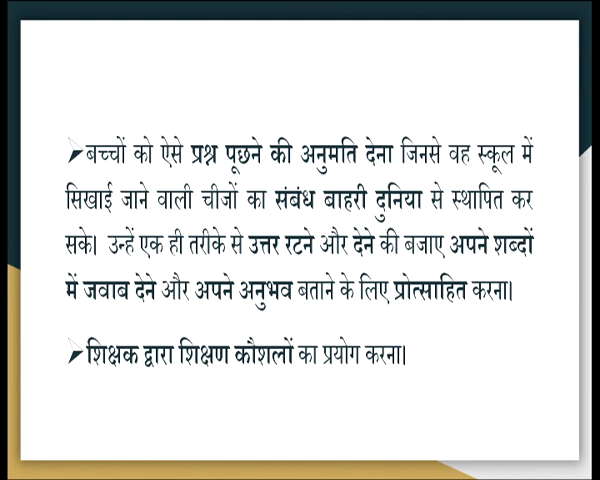 ➤बच्चों को ऐसे प्रश्न पूछने की अनुमति देना जिनसे वह स्कूल में
सिखाई जाने वाली चीजों का संबंध बाहरी दुनिया से स्थापित कर
सके। उन्हें एक ही तरीके से उत्तर रटने और देने की बजाए अपने शब्दों
में जवाब देने और अपने अनुभव बताने के लिए प्रोत्साहित करना।
➤शिक्षक द्वारा शिक्षण कौशलों का प्रयोग करना।